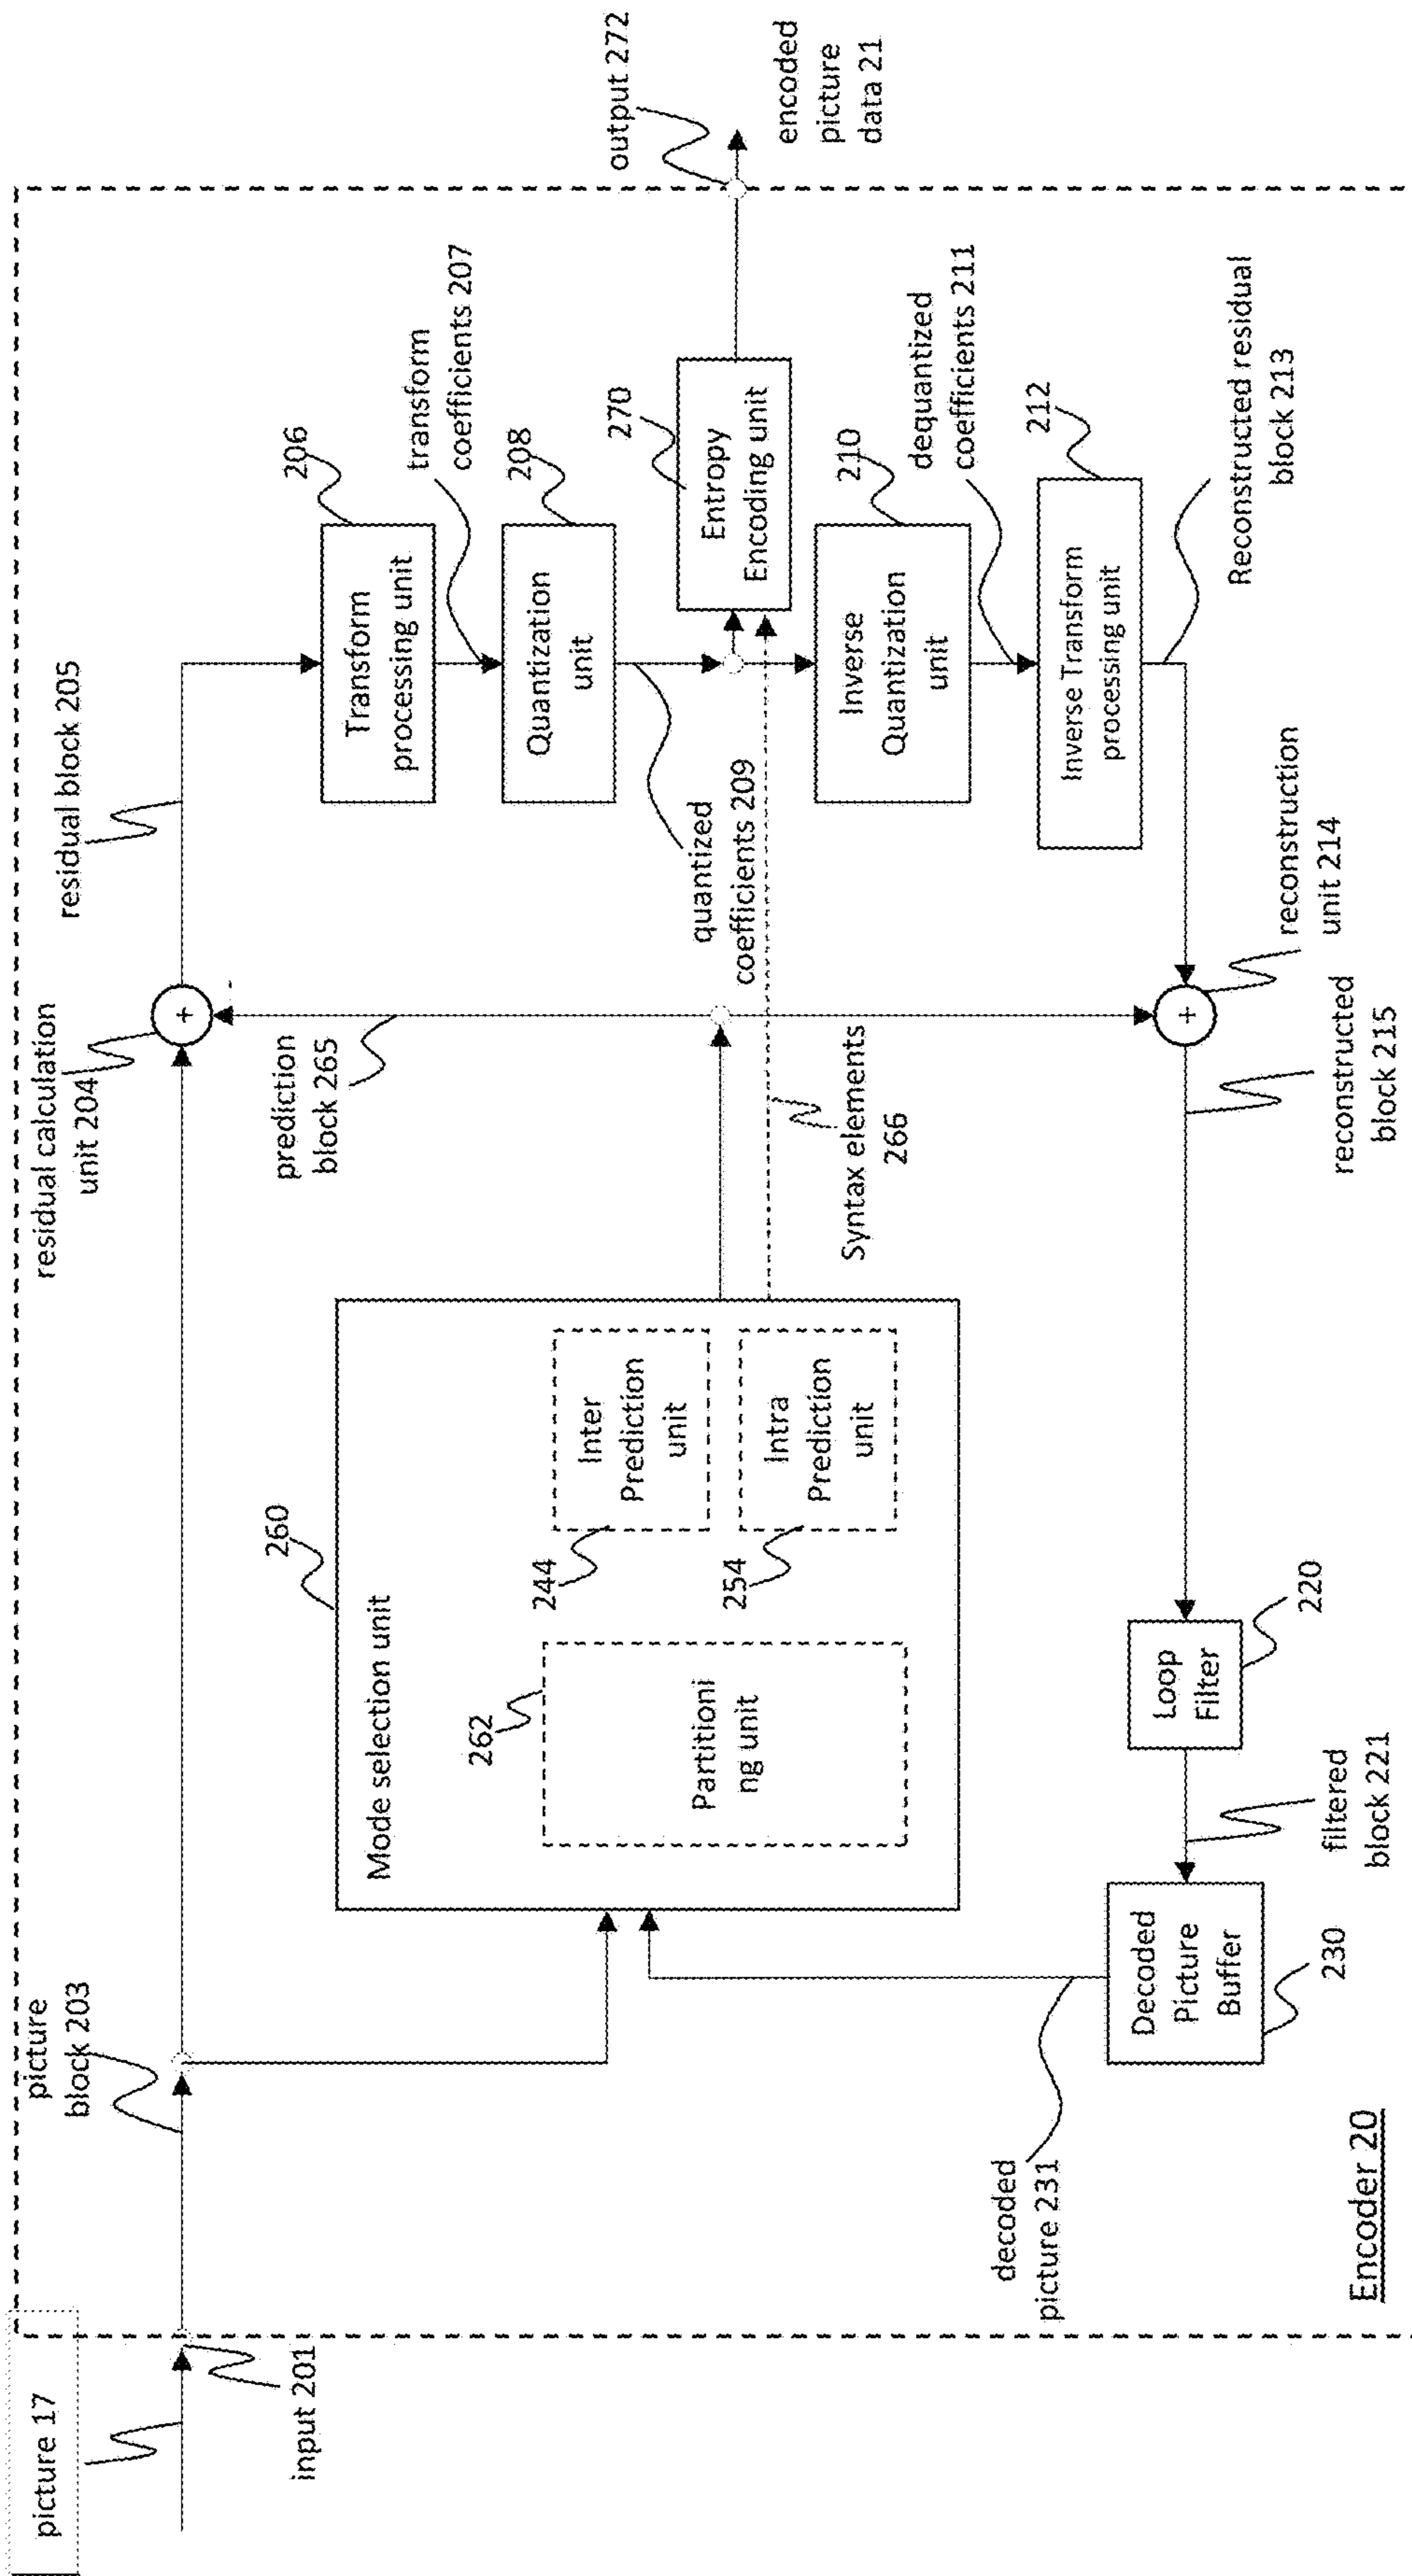 picture 17
input 201
picture
block 203
residual calculation
unit 204
residual block 205
prediction
block 265
260
Mode selection unit
262
Partitioni
ng unit
244
Inter
Prediction
unit
254
Intra
Prediction
unit
206
Transform
processing unit
transform
coefficients 207
208
Quantization
unit
quantized
coefficients 209
Syntax elements
266
270
Entropy
Encoding unit
output 272
encoded
picture
data 21
210
Inverse
Quantization
unit
dequantized
coefficients 211
212
Inverse Transform
processing unit
Reconstructed residual
block 213
reconstruction
unit 214
reconstructed
block 215
220
Loop
Filter
filtered
block 221
Decoded
Picture
Buffer
230
decoded
picture 231
Encoder 20
+
+